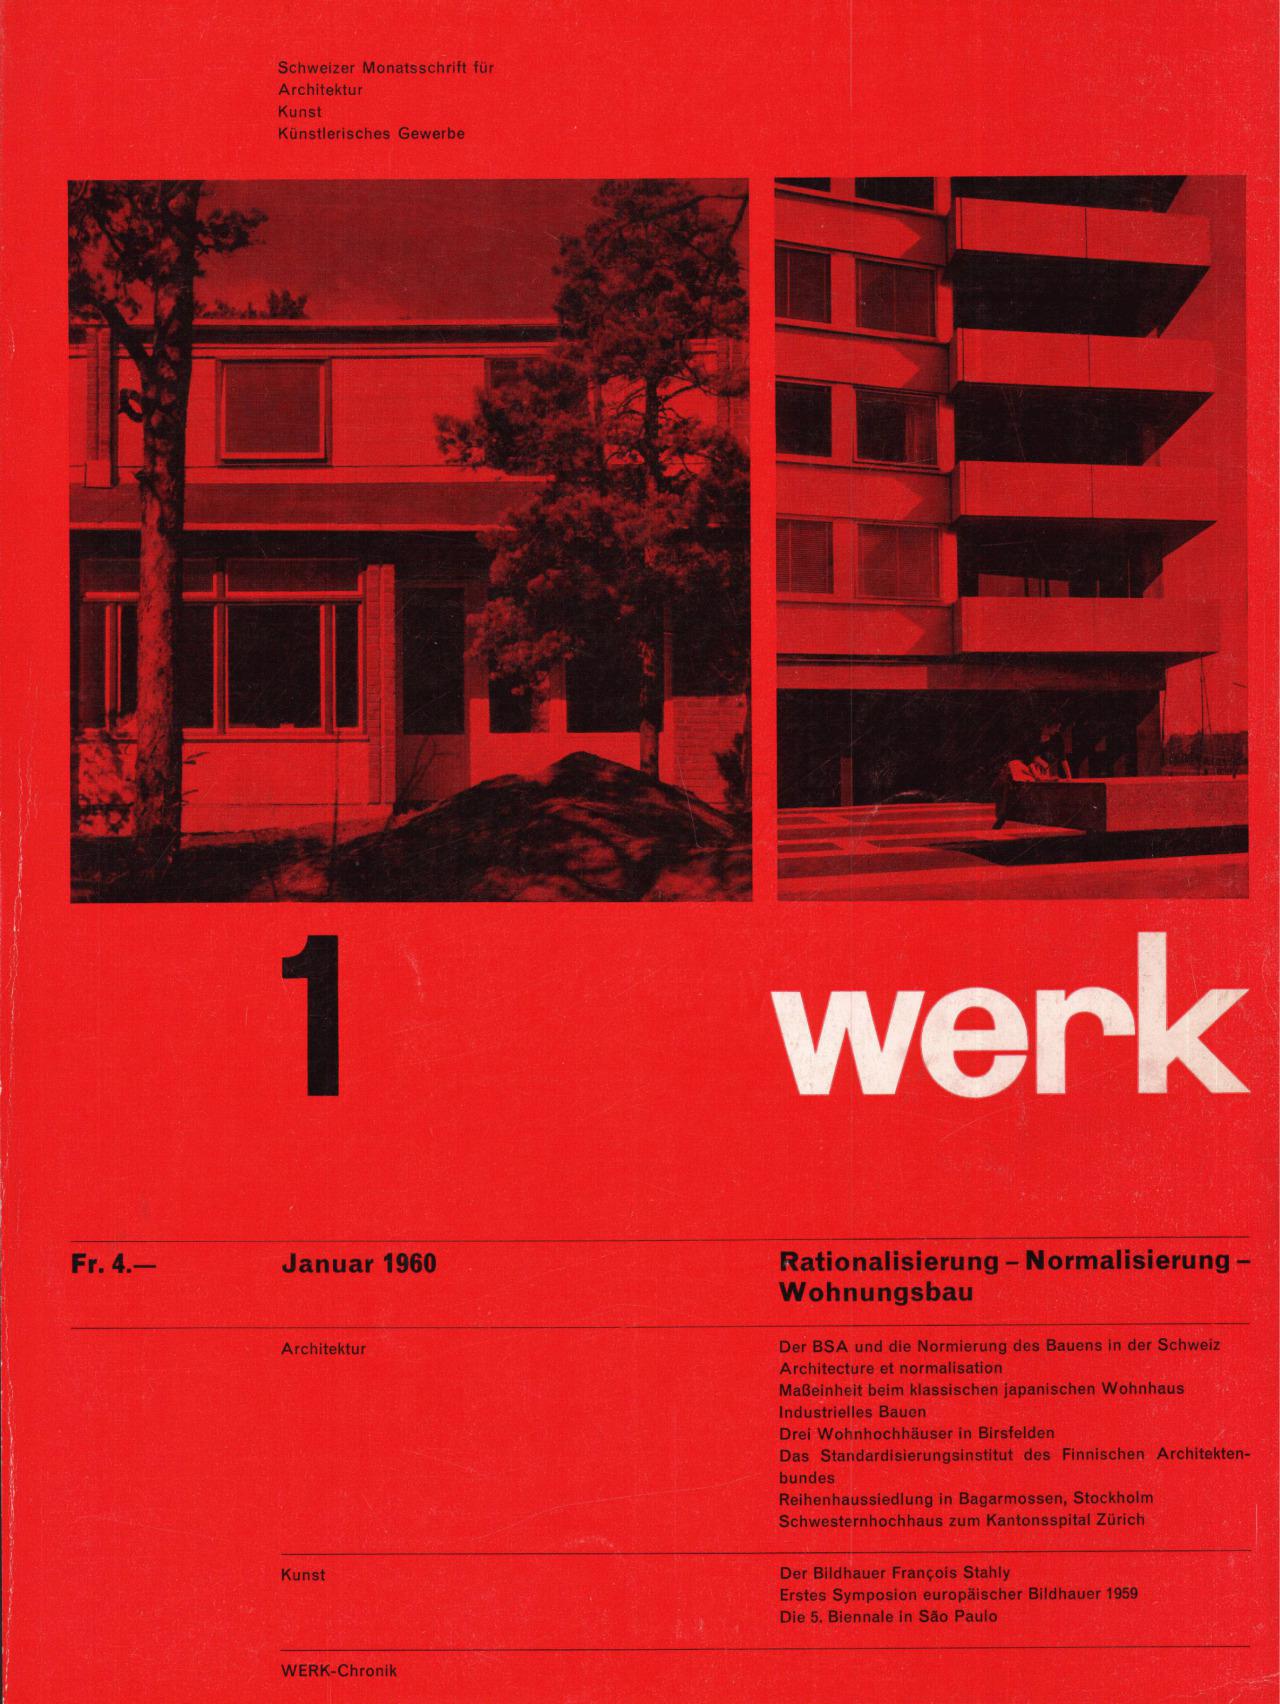 Schweizer Monatsschrift für
Architektur
Kunst
Künstlerisches Gewerbe
1
werk
Fr. 4.—
Januar 1960
Rationalisierung – Normalisierung –
Wohnungsbau
Architektur
Der BSA und die Normierung des Bauens in der Schweiz
Architecture et normalisation
Maßeinheit beim klassischen japanischen Wohnhaus
Industrielles Bauen
Drei Wohnhochhäuser in Birsfelden
Das Standardisierungsinstitut des Finnischen Architekten-
bundes
Reihenhaussiedlung in Bagarmossen, Stockholm
Schwesternhochhaus zum Kantonsspital Zürich
Kunst
Der Bildhauer François Stahly
Erstes Symposion europäischer Bildhauer 1959
Die 5. Biennale in São Paulo
WERK-Chronik